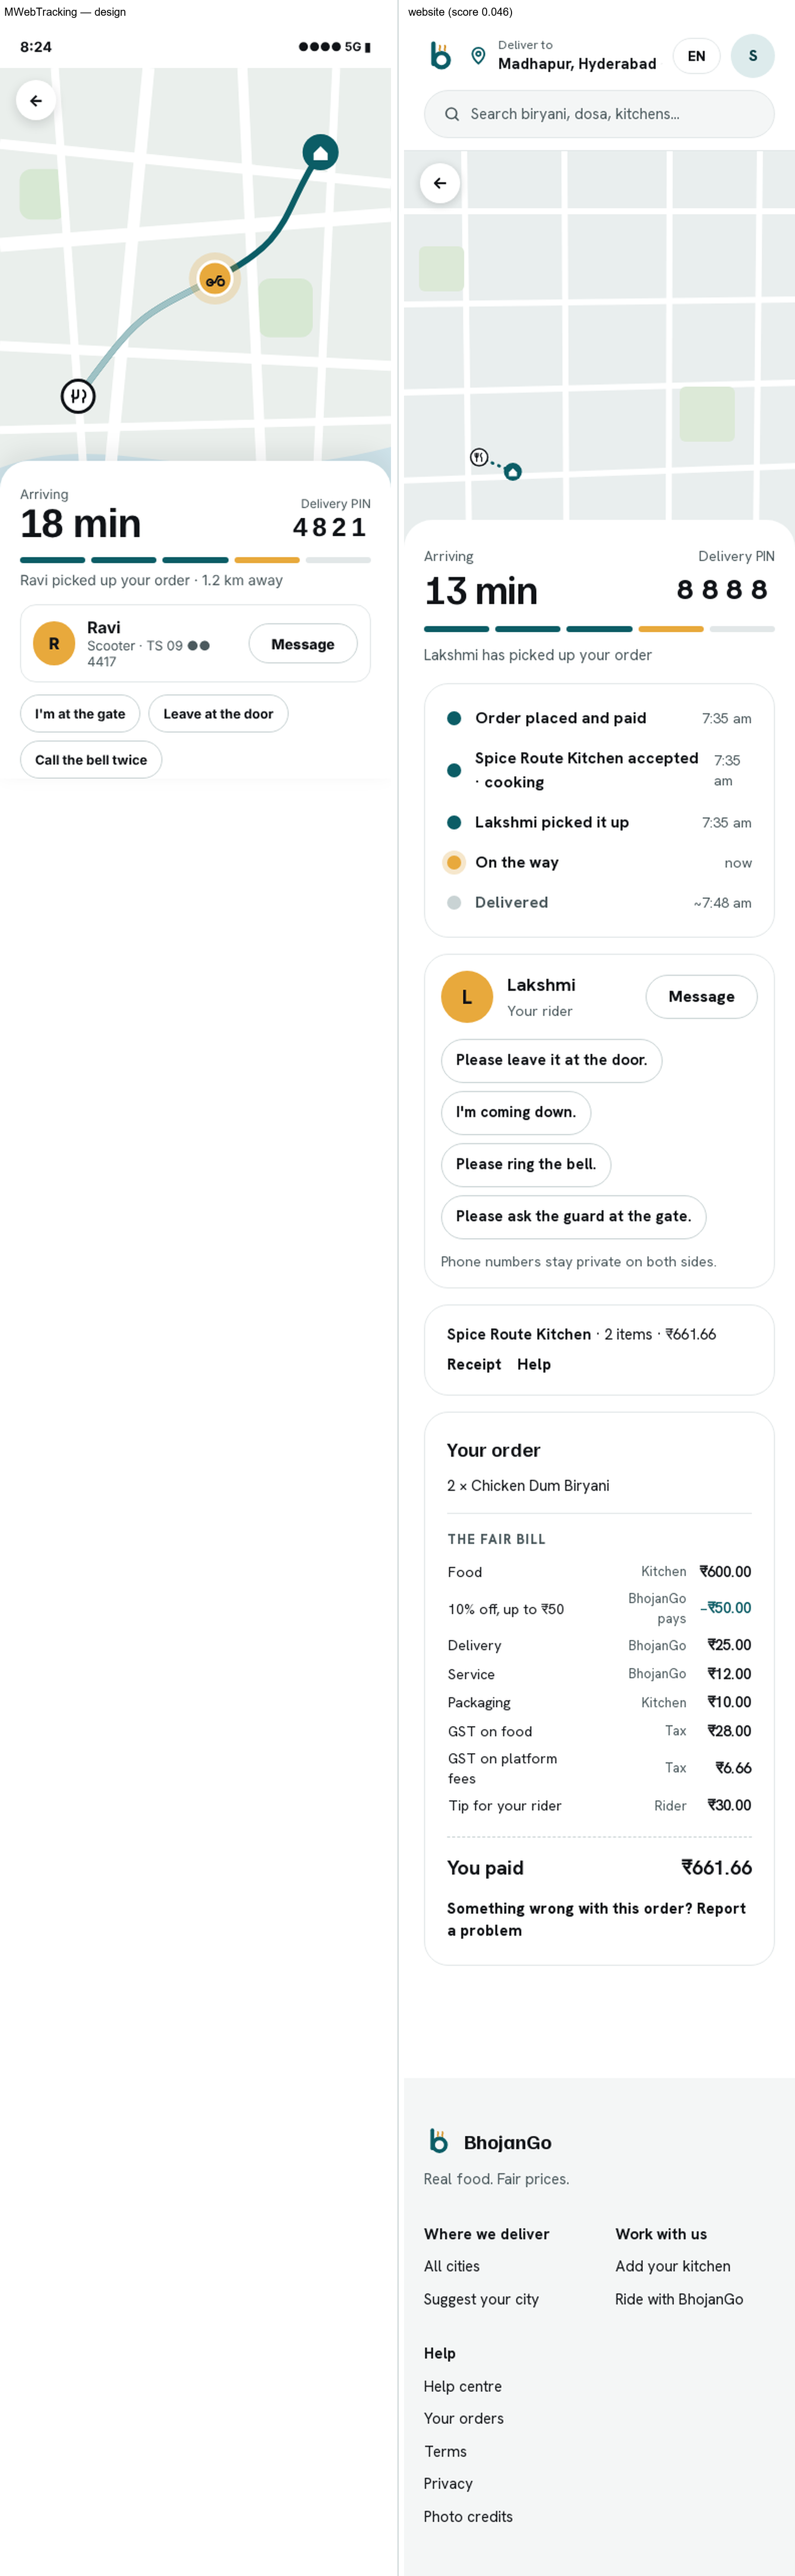 MWebTracking — design
8:24
5G
Arriving
18 min
Delivery PIN
4821
Ravi picked up your order · 1.2 km away
R
Ravi
Scooter · TS 09 ●●
4417
Message
I'm at the gate
Leave at the door
Call the bell twice
website (score 0.046)
b
Deliver to
Madhapur, Hyderabad
EN
S
Search biryani, dosa, kitchens...
Arriving
13 min
Delivery PIN
8888
Lakshmi has picked up your order
Order placed and paid 7:35 am
Spice Route Kitchen accepted 7:35
· cooking am
Lakshmi picked it up 7:35 am
On the way now
Delivered ~7:48 am
L
Lakshmi
Your rider
Message
Please leave it at the door.
I'm coming down.
Please ring the bell.
Please ask the guard at the gate.
Phone numbers stay private on both sides.
Spice Route Kitchen · 2 items · ₹661.66
Receipt Help
Your order
2 × Chicken Dum Biryani
THE FAIR BILL
Food Kitchen ₹600.00
10% off, up to ₹50 BhojanGo pays −₹50.00
Delivery BhojanGo ₹25.00
Service BhojanGo ₹12.00
Packaging Kitchen ₹10.00
GST on food Tax ₹28.00
GST on platform fees Tax ₹6.66
Tip for your rider Rider ₹30.00
You paid ₹661.66
Something wrong with this order? Report
a problem
b BhojanGo
Real food. Fair prices.
Where we deliver
All cities
Suggest your city
Work with us
Add your kitchen
Ride with BhojanGo
Help
Help centre
Your orders
Terms
Privacy
Photo credits